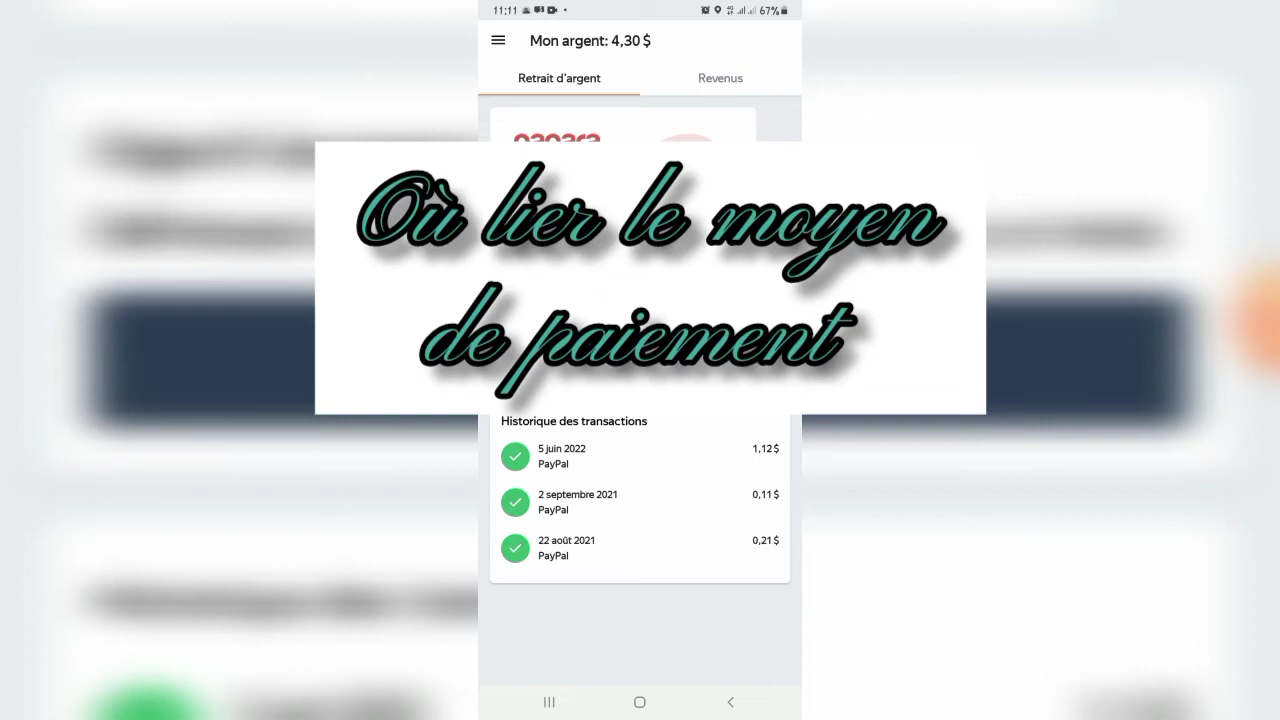 11:11
67%
Mon argent: 4,30 $
Retrait d'argent
Revenus
papara
Où lier le moyen
de paiement
Historique des transactions
5 juin 2022
1,12 $
PayPal
2 septembre 2021
0,11 $
PayPal
22 août 2021
0,21 $
PayPal